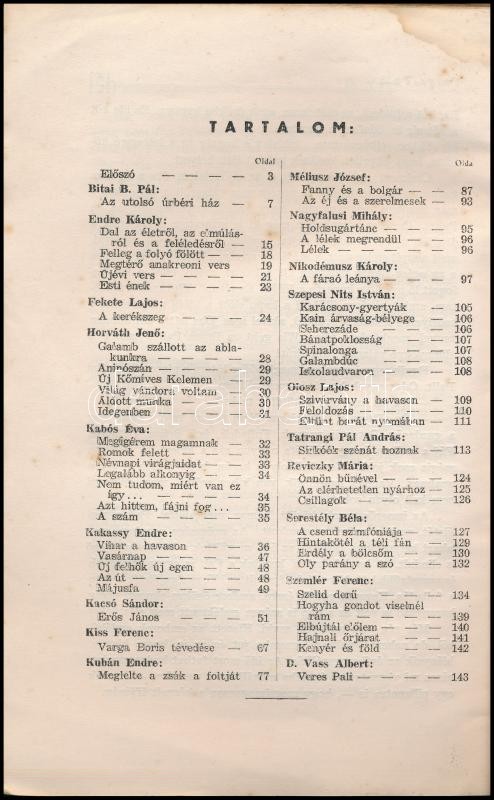 TARTALOM:
Oldal
Előszó — — — — 3
Bitai B. Pál:
Az utolsó úrbéri ház — — 7
Endre Károly:
Dal az életről, az elmúlás-
ról és a feléledésről — 15
Felleg a folyó fölött — — 18
Megtérő anakreoni vers 19
Újévi vers — — — — 21
Esti ének — — — — 23
Fekete Lajos:
A kerékszeg — — — 24
Horváth Jenő:
Galamb szállott az abla-
kunkra — — — — 28
Aninószán — — — — 29
Új Kőmíves Kelemen — 29
Világ vándora voltam — 30
Áldott munka — — — 30
Idegenben — — — — 31
Kabós Éva:
Megigérem magamnak — 32
Romok felett — — — 33
Névnapi virágjaidat — — 33
Legalább alkonyig — — 34
Nem tudom, miért van ez
így... — — — — 34
Azt hittem, fájni fog... — 35
A szám — — — — 35
Kakassy Endre:
Vihar a havason — — 36
Vasárnap — — — — 47
Új felhők új egen — — 48
Az út — — — — — 48
Májusfa — — — — 49
Kacsó Sándor:
Erős János — — — — 51
Kiss Ferenc:
Varga Boris tévedése — 67
Kubán Endre:
Meglelte a zsák a foltját 77
Olda
Méliusz József:
Fanny és a bolgár — — 87
Az éj és a szerelmesek — 93
Nagyfalusi Mihály:
Holdsugártánc — — — 95
A lélek megrendül — — 96
Lélek — — — — — 96
Nikodémusz Károly:
A fáraó leánya — — — 97
Szepesi Nits István:
Karácsony-gyertyák — 105
Kain árvaság-bélyege — 106
Seherezáde — — — 106
Bánatpoklosság — — 107
Spinalonga — — — 107
Galambdúc — — — 108
Iskolaudvaron — — — 108
Olosz Lajos:
Szivárvány a havason — 109
Feloldozás — — — 110
Eltünt barát nyomában — 111
Tatrangi Pál András:
Siklóék szénát hoznak — 113
Reviczky Mária:
Önnön bűnével — — 124
Az elérhetetlen nyárhoz — 125
Csillagok — — — — 126
Serestély Béla:
A csend szimfóniája — 127
Hintakötél a téli fán — 129
Erdély a bölcsőm — — 130
Oly parány a szó — — 132
Szemlér Ferenc:
Szelid derű — — — 134
Hogyha gondot viselnél
rám — — — — 139
Elbújtál előlem — — 140
Hajnali őrjárat — — 141
Kenyér és föld — — 142
D. Vass Albert:
Veres Pali — — — — 143